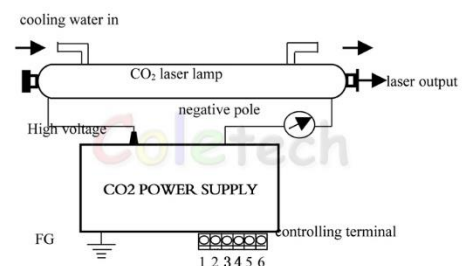 cooling water in
CO₂ laser lamp
laser output
negative pole
High voltage
Coletech
CO2 POWER SUPPLY
controlling terminal
FG
1 2 3 4 5 6